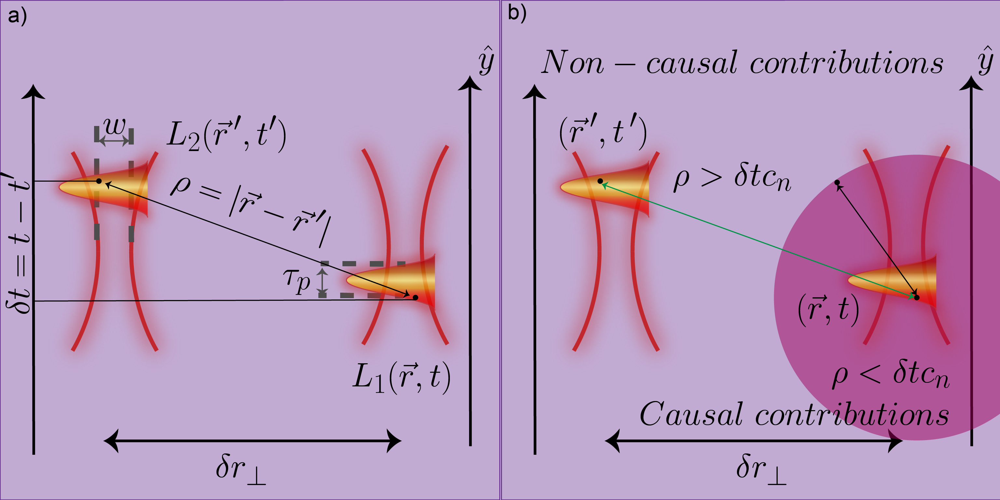 a)
ŷ
w
L₂(r⃗′, t′)
ρ = |r⃗ − r⃗′|
δt = t − t′
τₚ
L₁(r⃗, t)
δr⊥
b)
Non − causal contributions
ŷ
(r⃗′, t′)
ρ > δtcₙ
(r⃗, t)
ρ < δtcₙ
Causal contributions
δr⊥